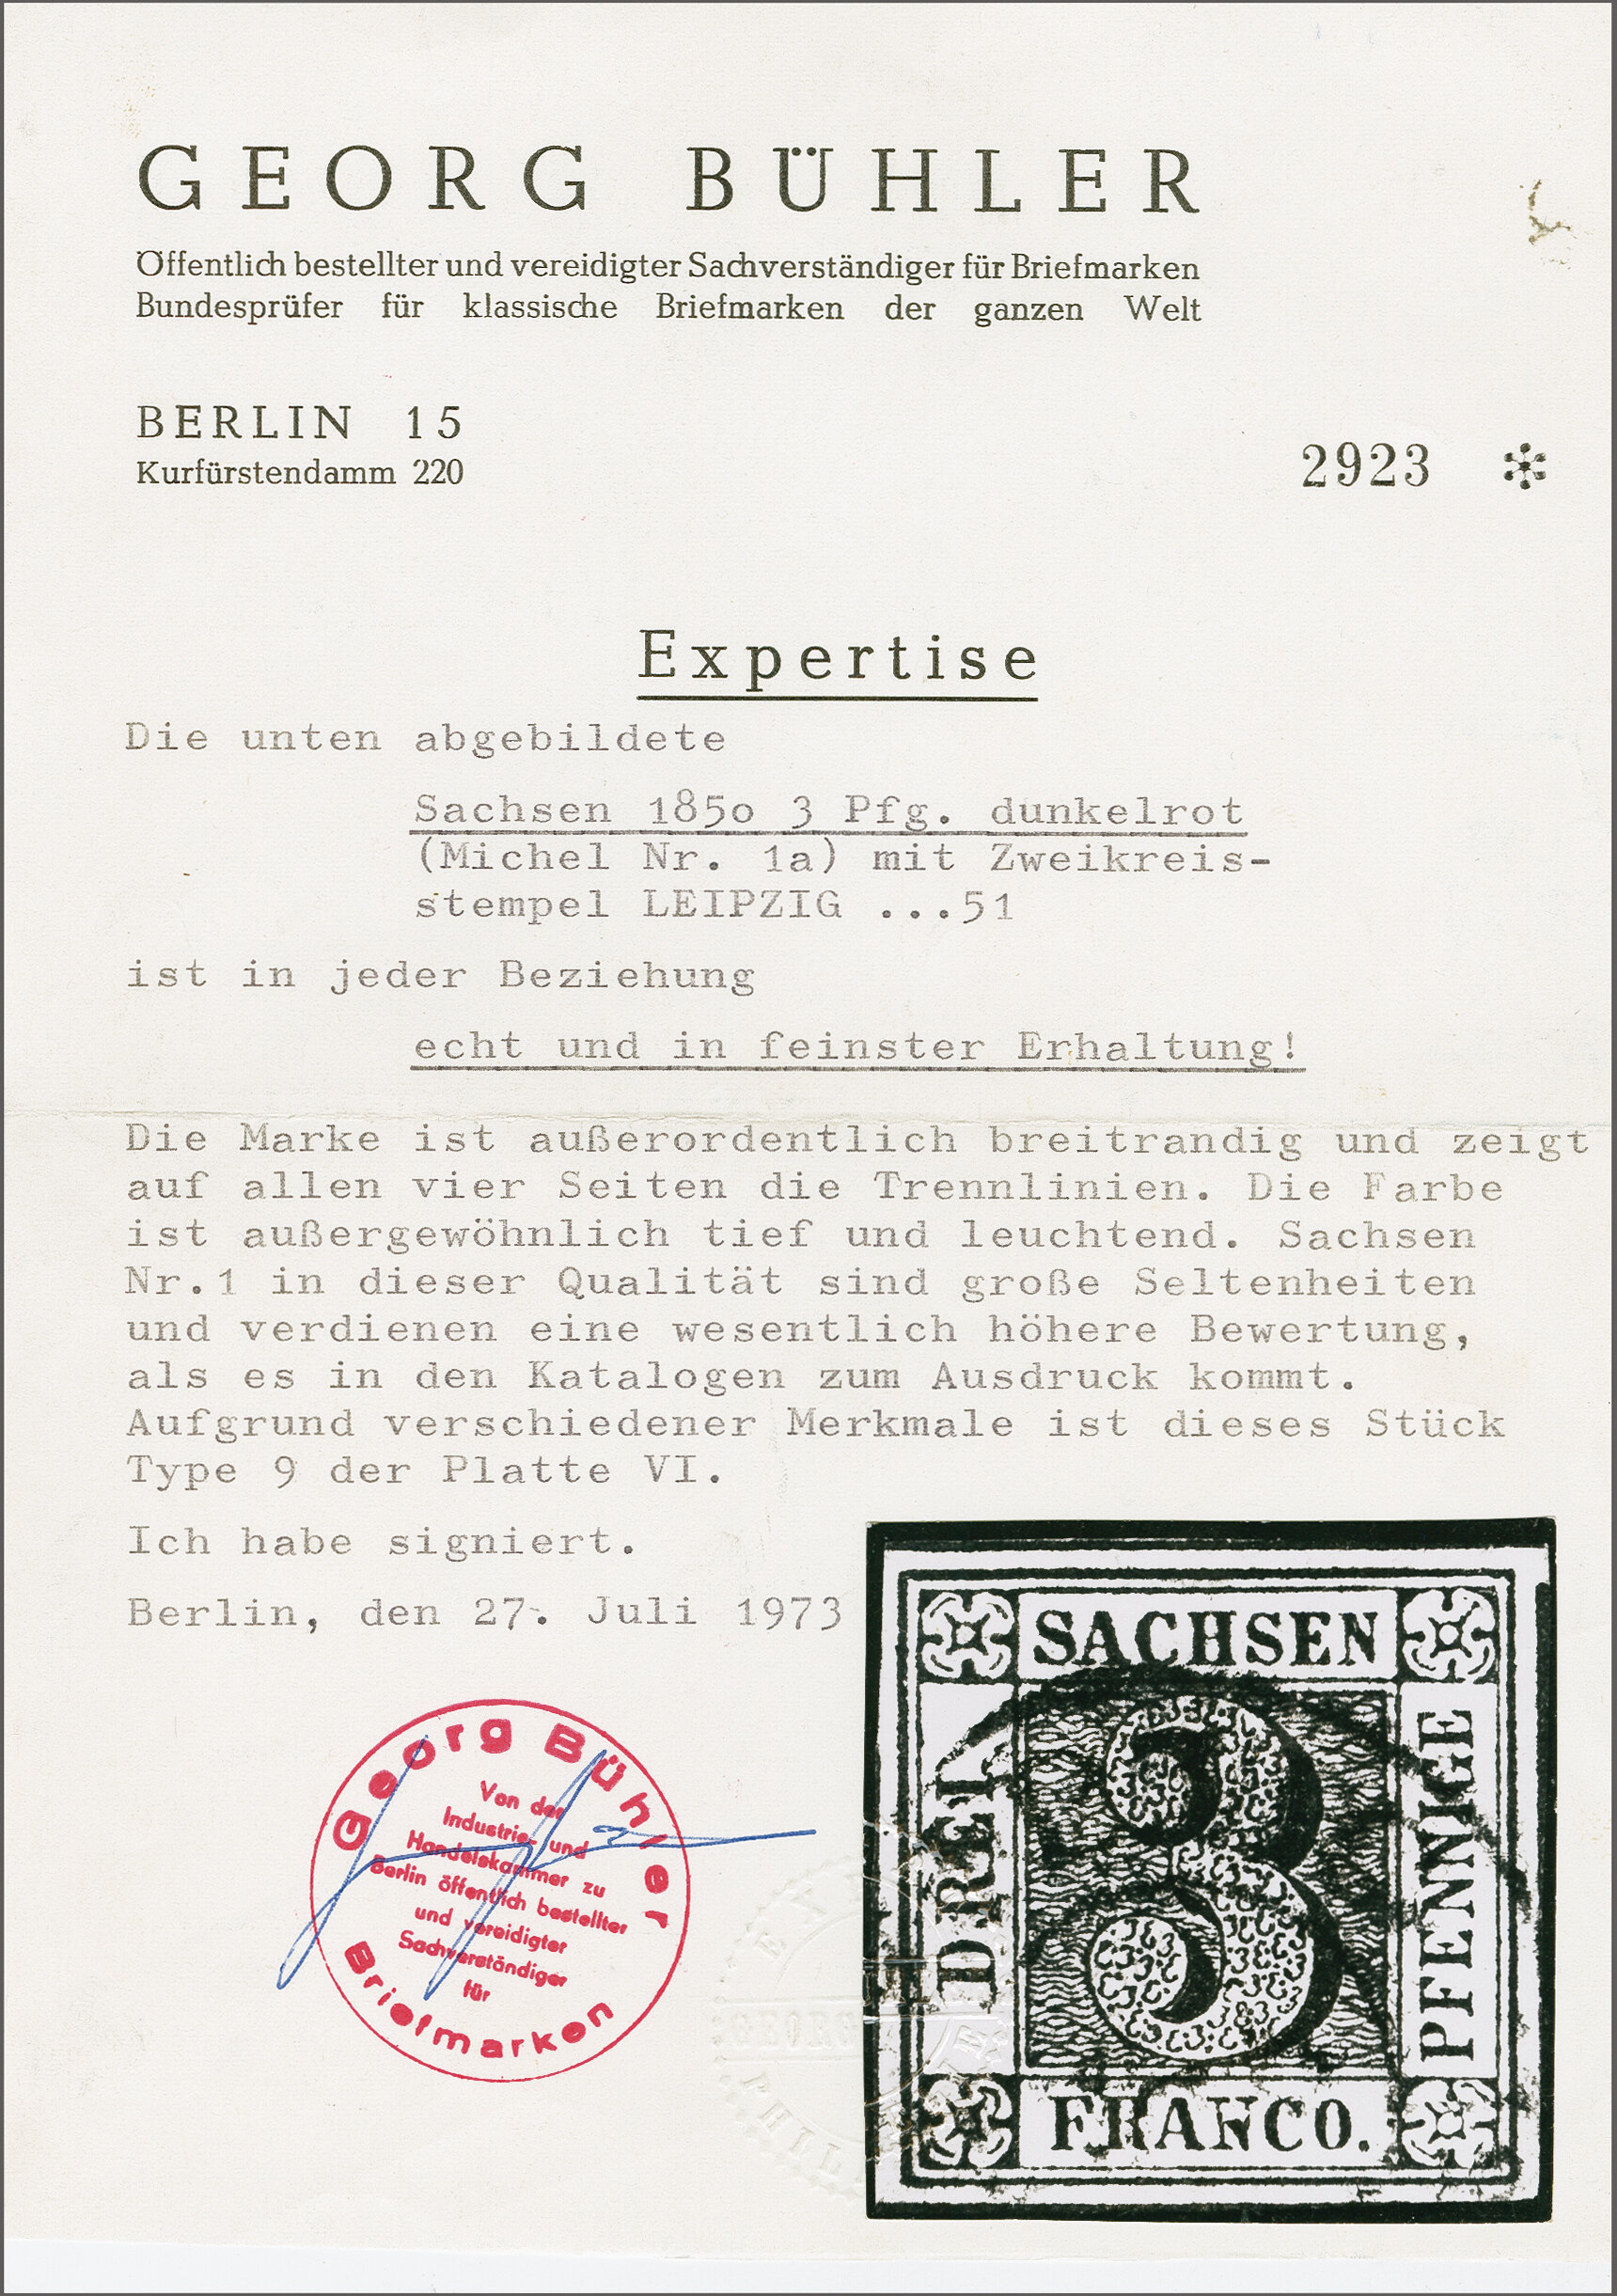 GEORG BÜHLER
Öffentlich bestellter und vereidigter Sachverständiger für Briefmarken
Bundesprüfer für klassische Briefmarken der ganzen Welt
BERLIN 15
Kurfürstendamm 220
2923 *
Expertise
Die unten abgebildete
Sachsen 185o 3 Pfg. dunkelrot
(Michel Nr. 1a) mit Zweikreis-
stempel LEIPZIG ...51
ist in jeder Beziehung
echt und in feinster Erhaltung!
Die Marke ist außerordentlich breitrandig und zeigt
auf allen vier Seiten die Trennlinien. Die Farbe
ist außergewöhnlich tief und leuchtend. Sachsen
Nr.1 in dieser Qualität sind große Seltenheiten
und verdienen eine wesentlich höhere Bewertung,
als es in den Katalogen zum Ausdruck kommt.
Aufgrund verschiedener Merkmale ist dieses Stück
Type 9 der Platte VI.
Ich habe signiert.
Berlin, den 27. Juli 1973
Georg Bühler
Von der
Industrie- und
Handelskammer zu
Berlin öffentlich bestellter
und vereidigter
Sachverständiger
für
Briefmarken
SACHSEN
DREI
3
PFENNIGE
FRANCO.
GEORG